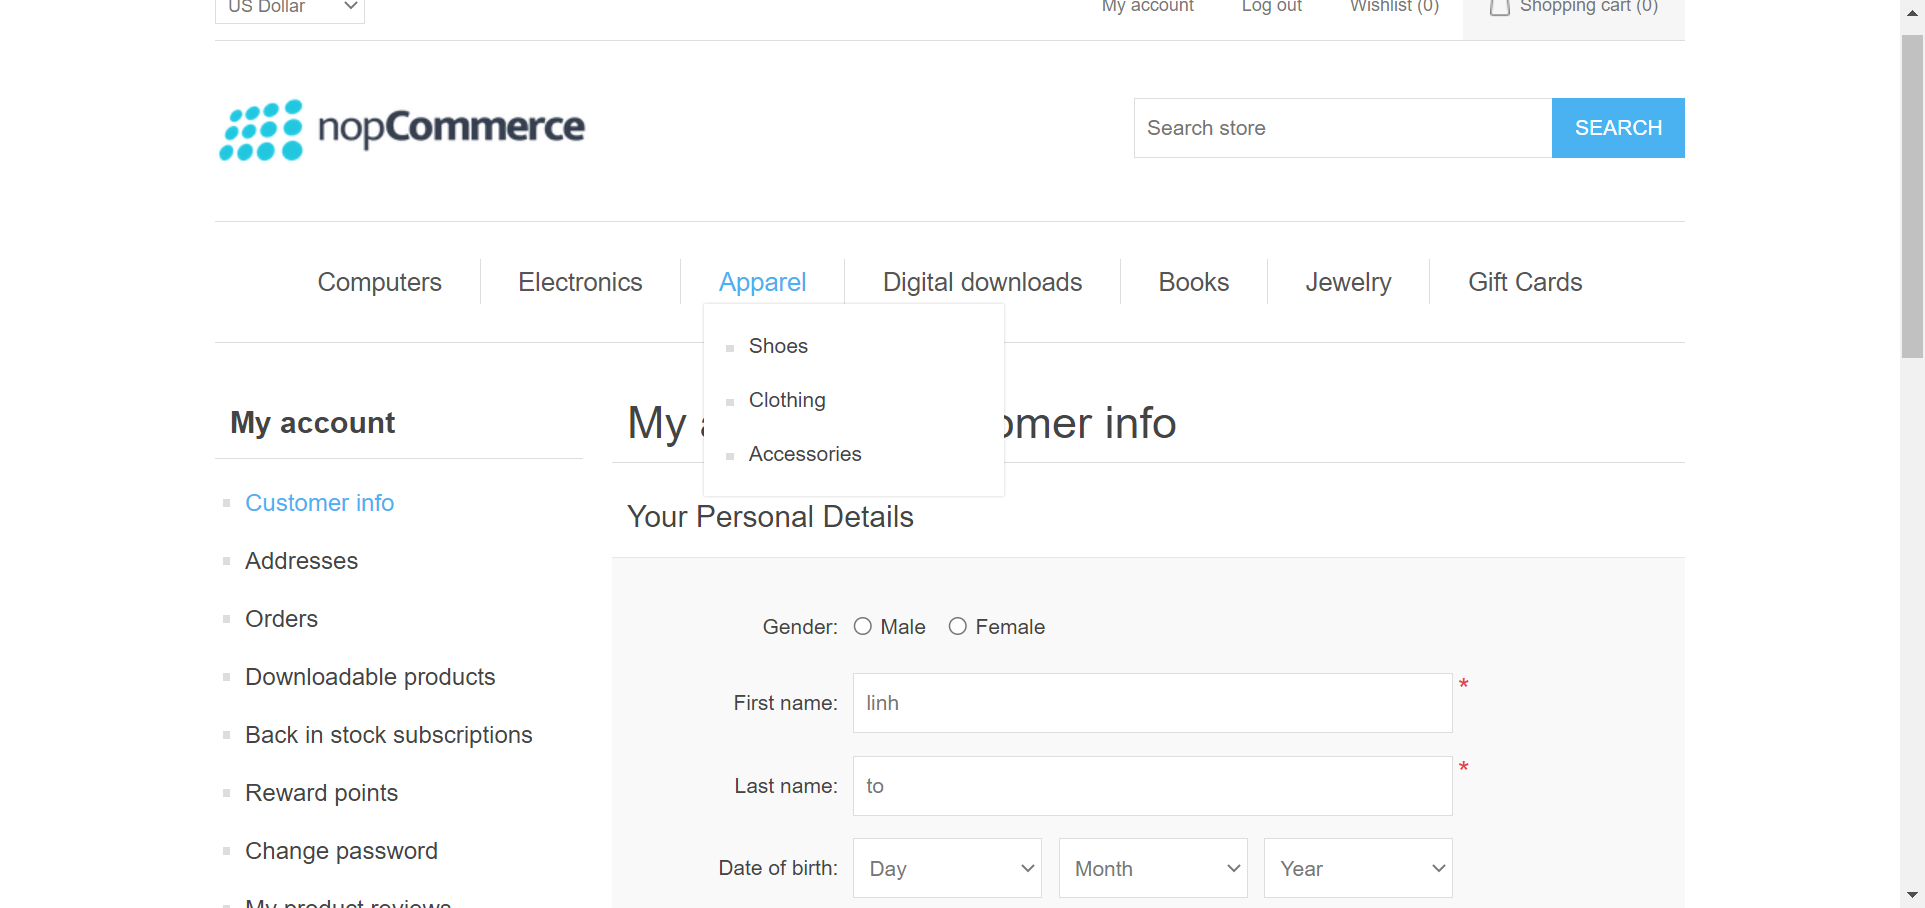 US Dollar
My account Log out Wishlist (0) Shopping cart (0)
nopCommerce
Search store SEARCH
Computers Electronics Apparel Digital downloads Books Jewelry Gift Cards
Shoes
Clothing
Accessories
My account
Customer info
Addresses
Orders
Downloadable products
Back in stock subscriptions
Reward points
Change password
My product reviews
My omer info
Your Personal Details
Gender: Male Female
First name: linh *
Last name: to *
Date of birth: Day Month Year